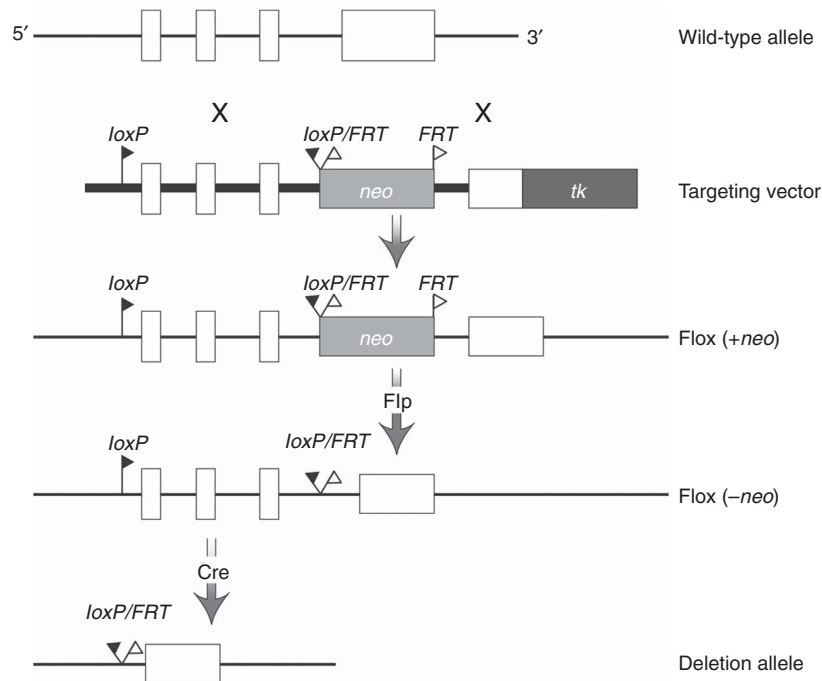 5′ 3′ Wild-type allele
X X
loxP loxP/FRT FRT
neo tk Targeting vector
loxP loxP/FRT FRT
neo Flox (+neo)
Flp
loxP loxP/FRT
Flox (–neo)
Cre
loxP/FRT
Deletion allele